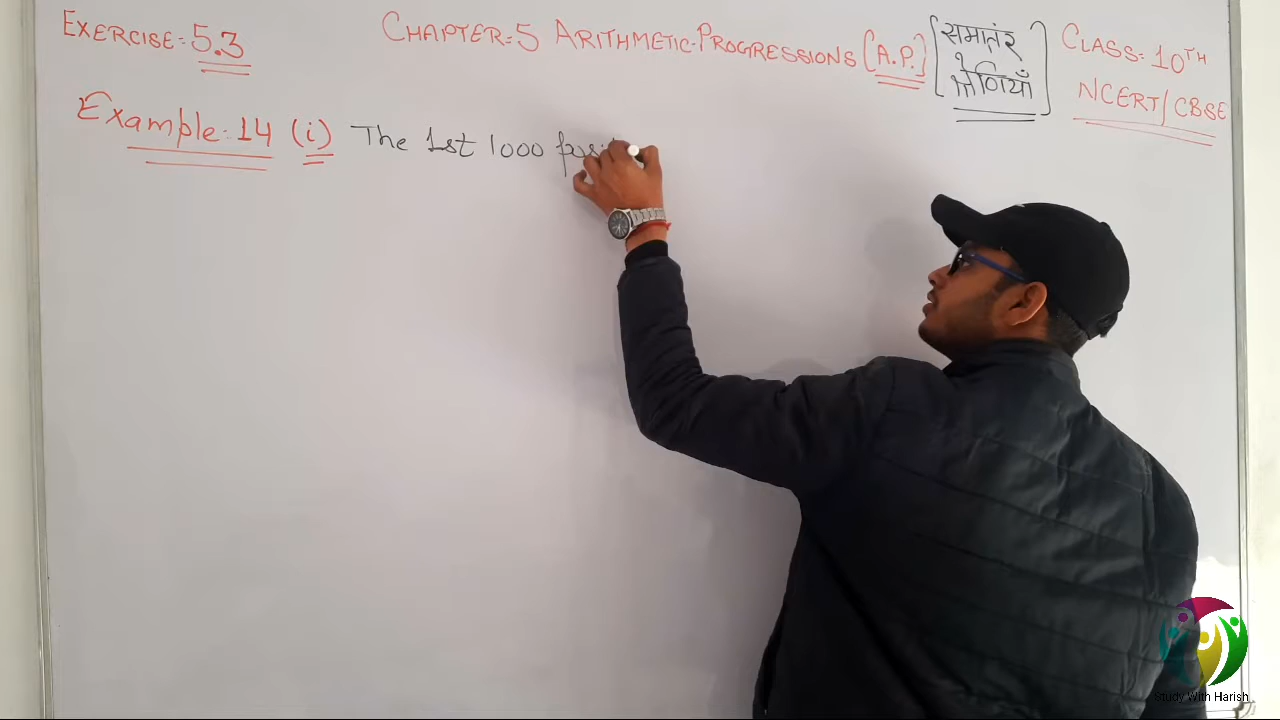 EXERCISE:- 5.3
CHAPTER:-5 ARITHMETIC-PROGRESSIONS (A.P.) [समातंर श्रेणियाँ]
CLASS:- 10TH
NCERT/CBSE
Example:-14 (i) The 1st 1000
Study With Harish